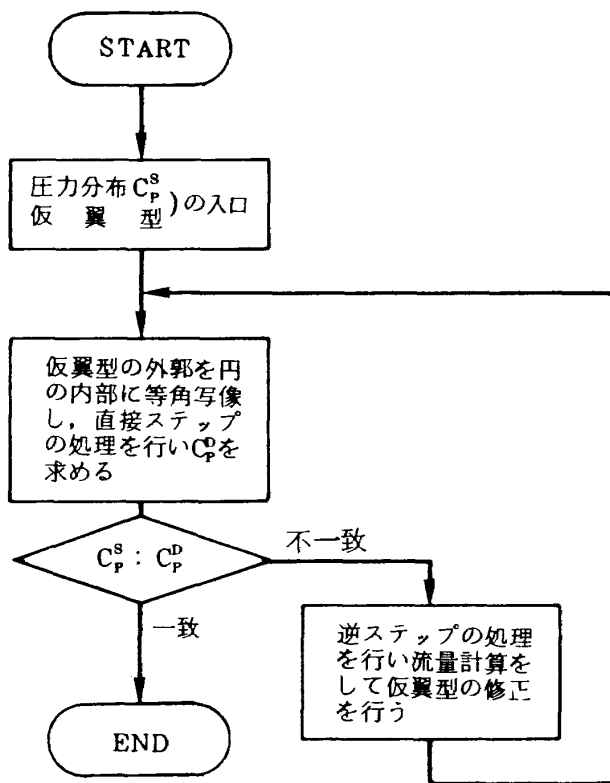 START
圧力分布 C_P^S
仮 翼 型 ) の入口
仮翼型の外郭を円
の内部に等角写像
し，直接ステップ
の処理を行いC_P^Dを
求める
C_P^S : C_P^D
不一致
一致
逆ステップの処理
を行い流量計算を
して仮翼型の修正
を行う
END